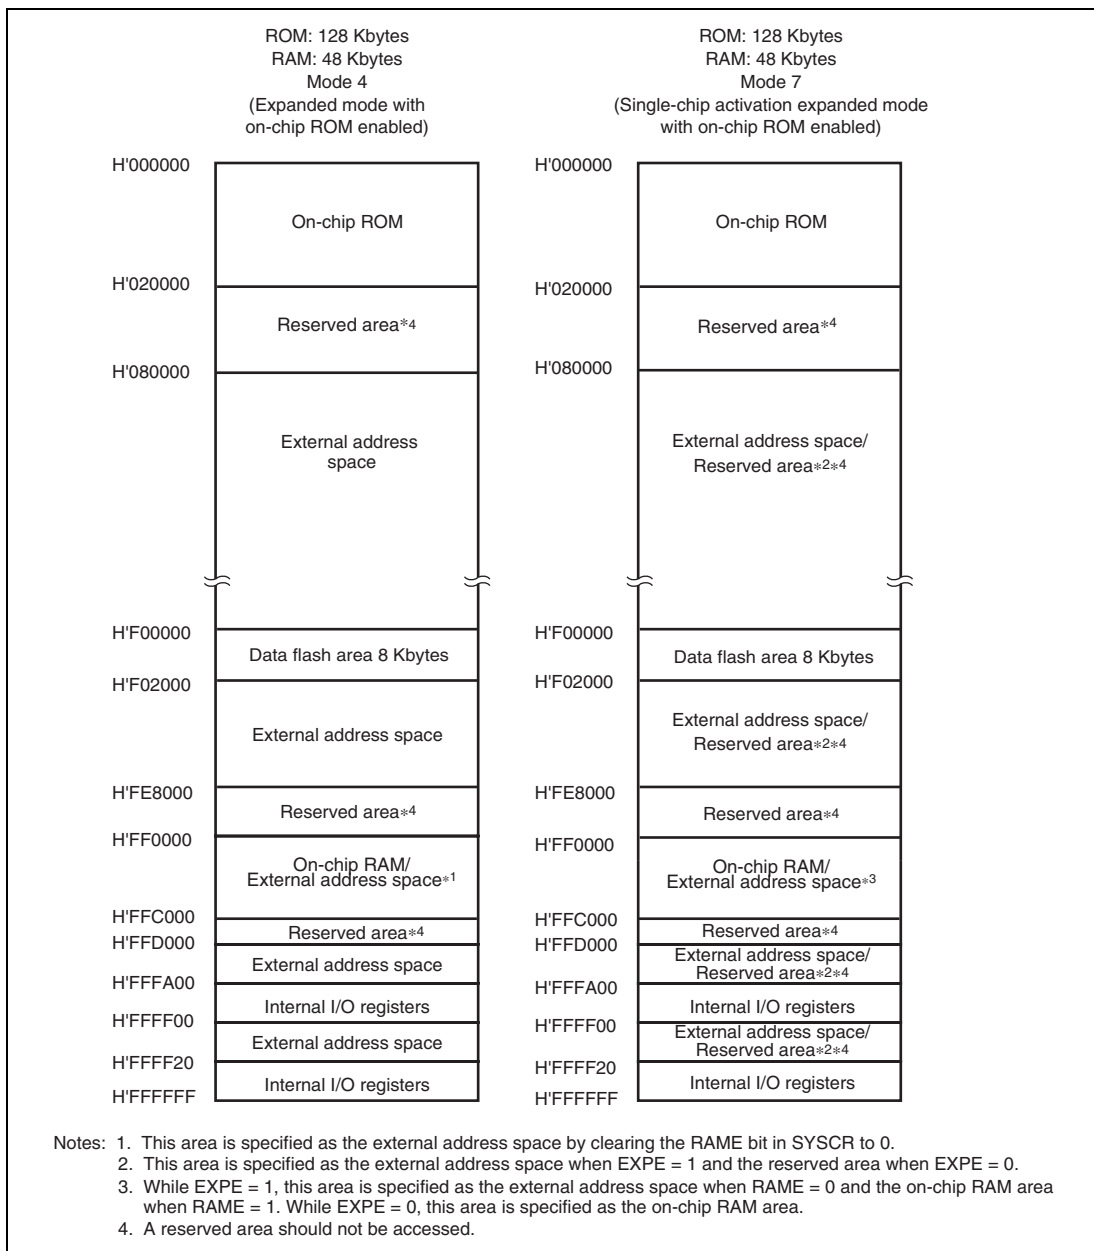 ROM: 128 Kbytes
RAM: 48 Kbytes
Mode 4
(Expanded mode with
on-chip ROM enabled)
H'000000
On-chip ROM
H'020000
Reserved area*4
H'080000
External address
space
H'F00000
Data flash area 8 Kbytes
H'F02000
External address space
H'FE8000
Reserved area*4
H'FF0000
On-chip RAM/
External address space*1
H'FFC000
Reserved area*4
H'FFD000
External address space
H'FFFA00
Internal I/O registers
H'FFFF00
External address space
H'FFFF20
Internal I/O registers
H'FFFFFF
ROM: 128 Kbytes
RAM: 48 Kbytes
Mode 7
(Single-chip activation expanded mode
with on-chip ROM enabled)
H'000000
On-chip ROM
H'020000
Reserved area*4
H'080000
External address space/
Reserved area*2*4
H'F00000
Data flash area 8 Kbytes
H'F02000
External address space/
Reserved area*2*4
H'FE8000
Reserved area*4
H'FF0000
On-chip RAM/
External address space*3
H'FFC000
Reserved area*4
H'FFD000
External address space/
Reserved area*2*4
H'FFFA00
Internal I/O registers
H'FFFF00
External address space/
Reserved area*2*4
H'FFFF20
Internal I/O registers
H'FFFFFF
Notes: 1. This area is specified as the external address space by clearing the RAME bit in SYSCR to 0.
2. This area is specified as the external address space when EXPE = 1 and the reserved area when EXPE = 0.
3. While EXPE = 1, this area is specified as the external address space when RAME = 0 and the on-chip RAM area
when RAME = 1. While EXPE = 0, this area is specified as the on-chip RAM area.
4. A reserved area should not be accessed.